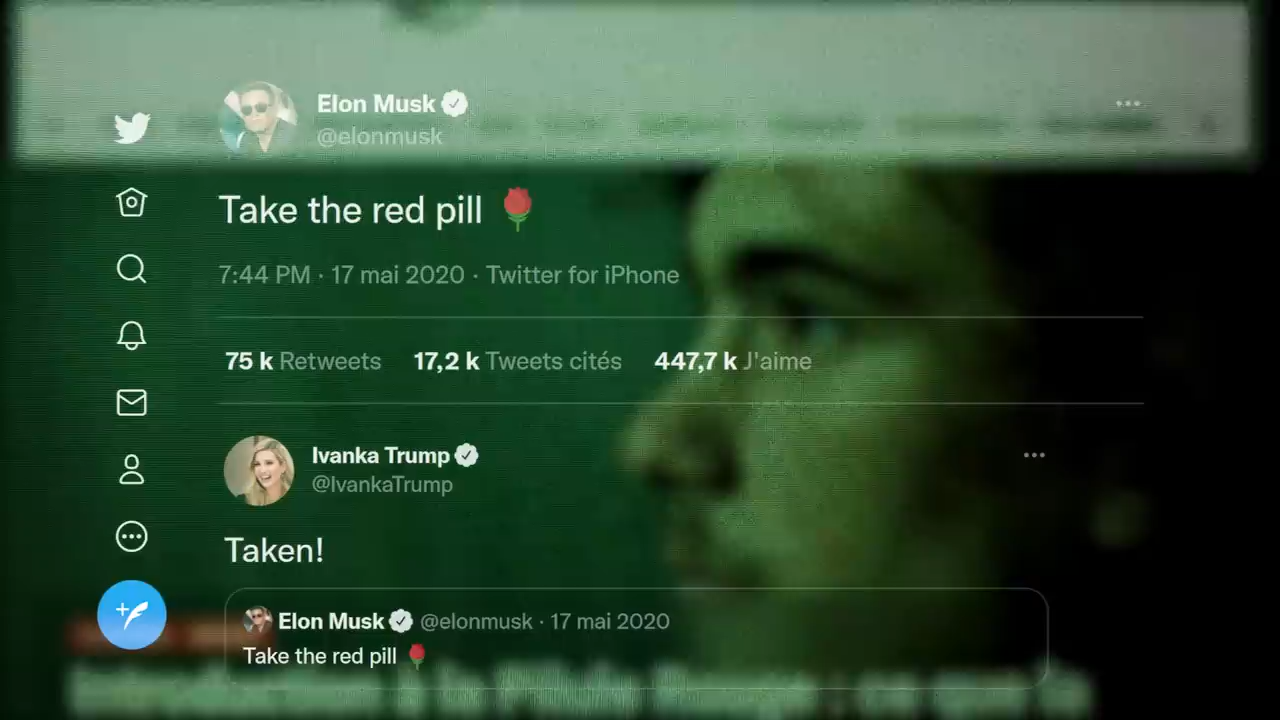 Elon Musk
@elonmusk
Take the red pill 🌹
7:44 PM · 17 mai 2020 · Twitter for iPhone
75 k Retweets 17,2 k Tweets cités 447,7 k J'aime
Ivanka Trump
@IvankaTrump
Taken!
Elon Musk @elonmusk · 17 mai 2020
Take the red pill 🌹